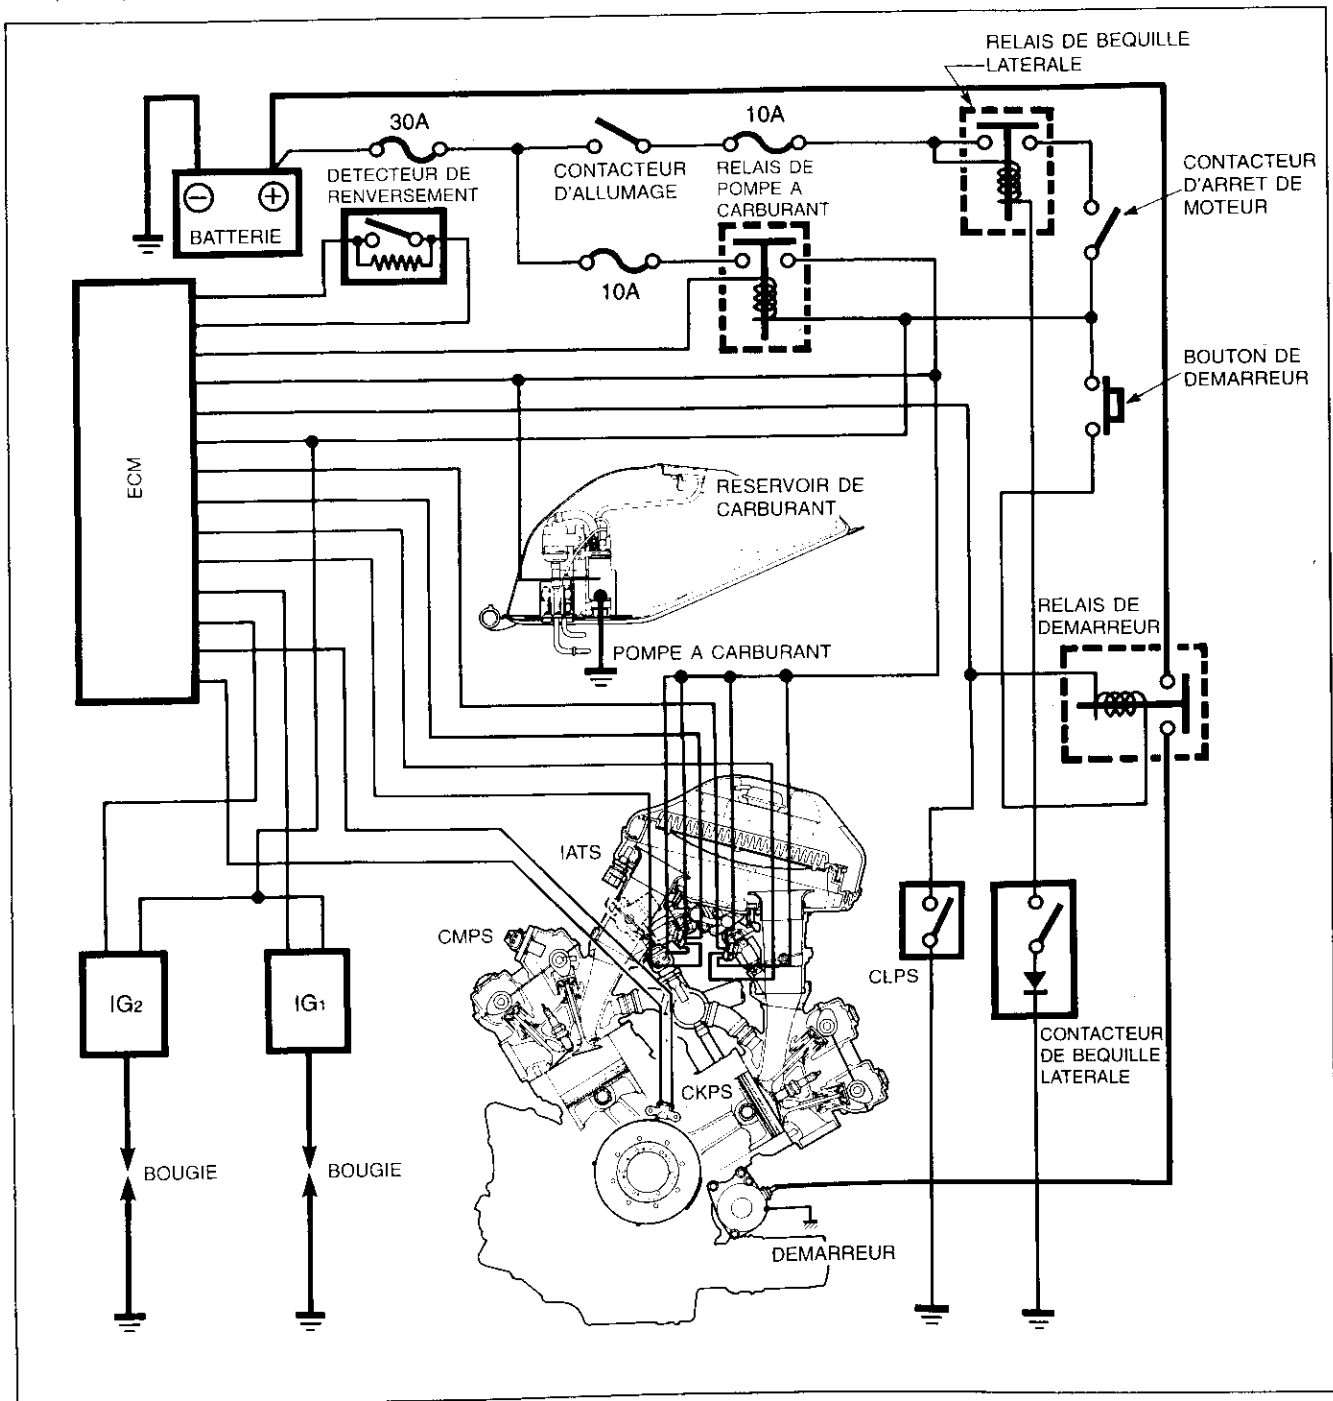 RELAIS DE BEQUILLE
LATERALE
30A
10A
DETECTEUR DE
RENVERSEMENT
CONTACTEUR
D'ALLUMAGE
RELAIS DE
POMPE A
CARBURANT
CONTACTEUR
D'ARRET DE
MOTEUR
BATTERIE
10A
BOUTON DE
DEMARREUR
ECM
RESERVOIR DE
CARBURANT
RELAIS DE
DEMARREUR
POMPE A CARBURANT
IATS
CMPS
CLPS
IG2
IG1
CONTACTEUR
DE BEQUILLE
LATERALE
CKPS
BOUGIE
BOUGIE
DEMARREUR